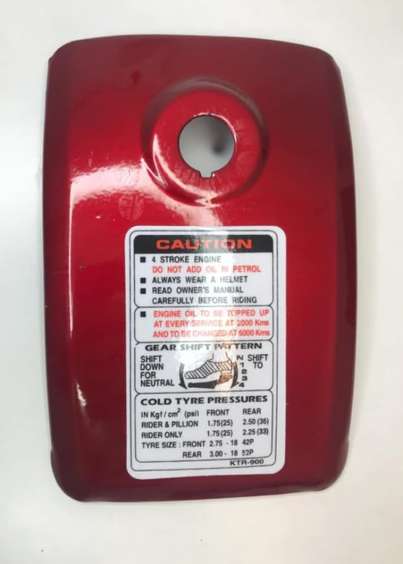 CAUTION
■ 4 STROKE ENGINE
DO NOT ADD OIL IN PETROL
■ ALWAYS WEAR A HELMET
■ READ OWNER'S MANUAL
CAREFULLY BEFORE RIDING
■ ENGINE OIL TO BE TOPPED UP
AT EVERY SERVICE AT 2000 Kms
AND TO BE CHANGED AT 6000 Kms
GEAR SHIFT PATTERN
SHIFT DOWN FOR NEUTRAL
N 1 2 3 4
SHIFT TO
COLD TYRE PRESSURES
IN Kgf / cm² (psi) FRONT REAR
RIDER & PILLION 1.75(25) 2.50 (36)
RIDER ONLY 1.75(25) 2.25 (33)
TYRE SIZE : FRONT 2.75 - 18 42P
REAR 3.00 - 18 52P
KTR-900